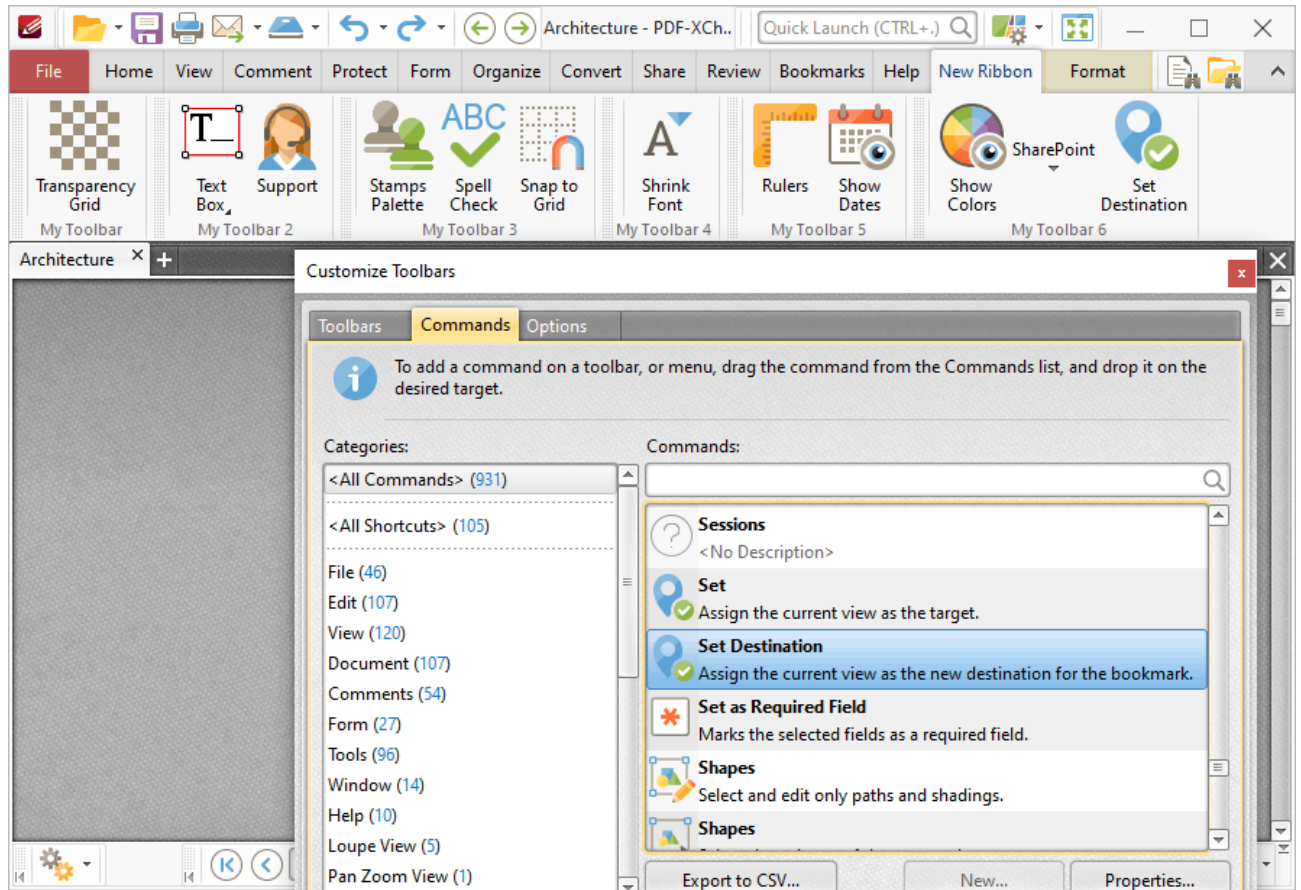 Architecture - PDF-XCh..
Quick Launch (CTRL+.)
File Home View Comment Protect Form Organize Convert Share Review Bookmarks Help New Ribbon Format
T_
ABC
A
SharePoint
Transparency Grid
Text Box
Support
Stamps Palette
Spell Check
Snap to Grid
Shrink Font
Rulers
Show Dates
Show Colors
Set Destination
My Toolbar My Toolbar 2 My Toolbar 3 My Toolbar 4 My Toolbar 5 My Toolbar 6
Architecture
Customize Toolbars
Toolbars Commands Options
To add a command on a toolbar, or menu, drag the command from the Commands list, and drop it on the
desired target.
Categories:
<All Commands> (931)
<All Shortcuts> (105)
File (46)
Edit (107)
View (120)
Document (107)
Comments (54)
Form (27)
Tools (96)
Window (14)
Help (10)
Loupe View (5)
Pan Zoom View (1)
Commands:
Sessions
<No Description>
Set
Assign the current view as the target.
Set Destination
Assign the current view as the new destination for the bookmark.
Set as Required Field
Marks the selected fields as a required field.
Shapes
Select and edit only paths and shadings.
Shapes
Export to CSV...
New...
Properties...